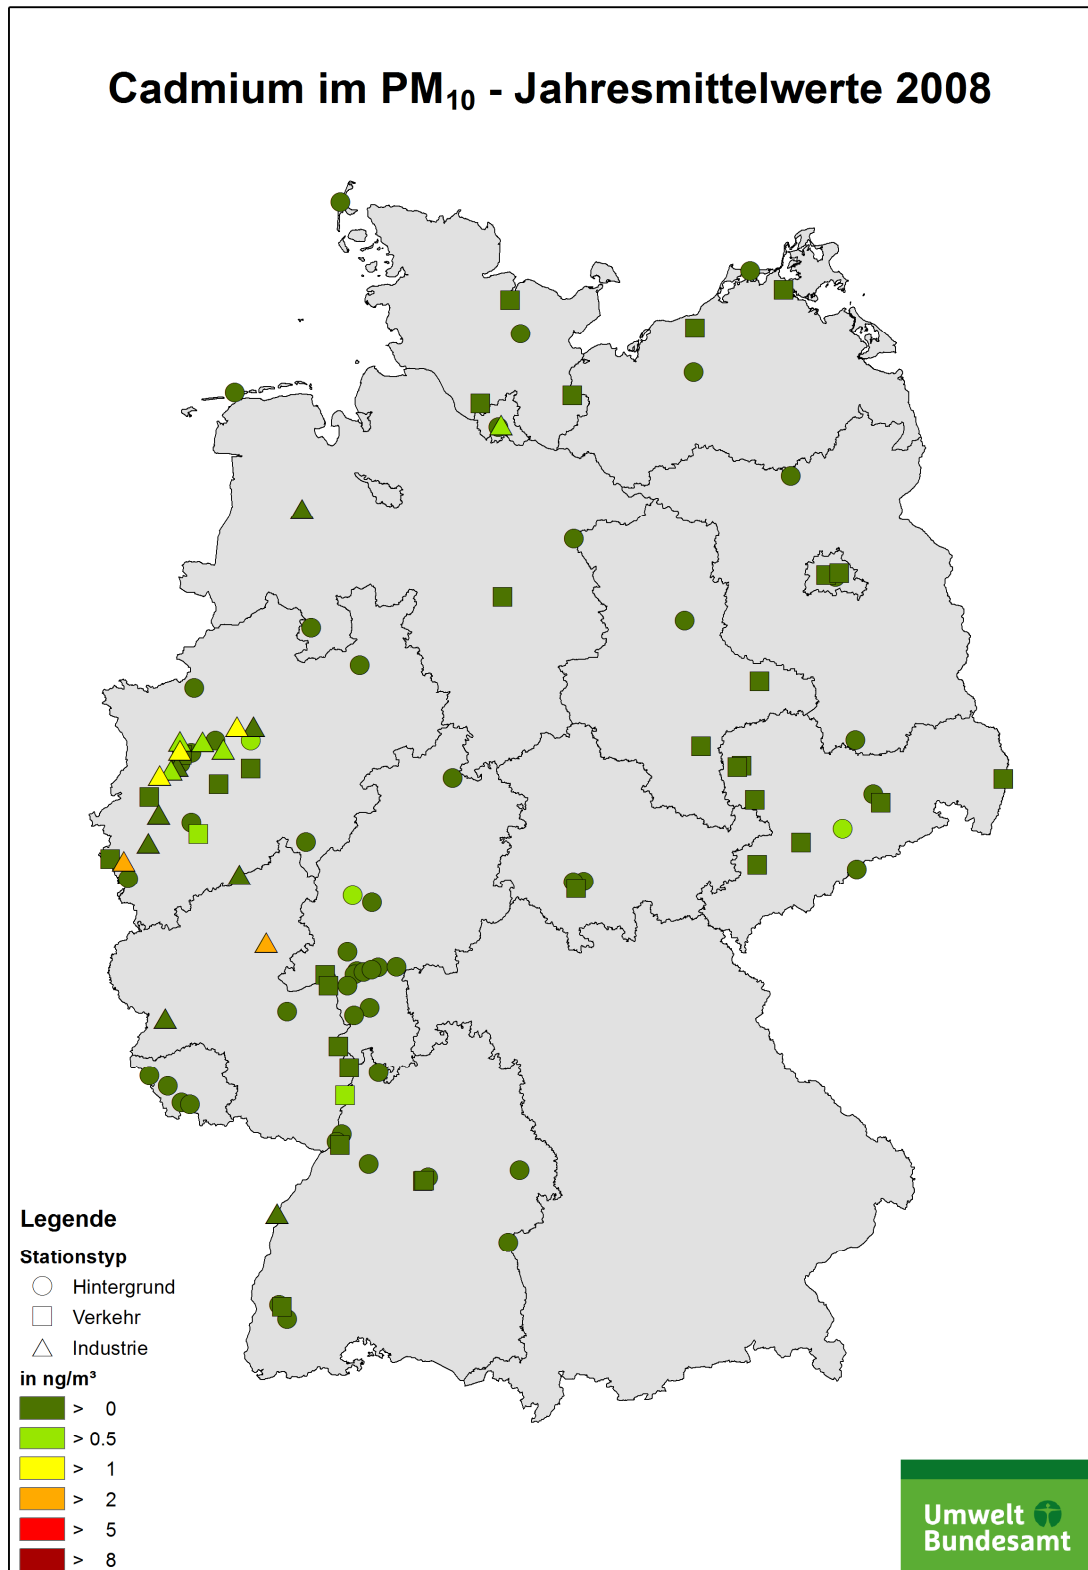 Cadmium im PM₁₀ - Jahresmittelwerte 2008
Legende
Stationstyp
Hintergrund
Verkehr
Industrie
in ng/m³
> 0
> 0.5
> 1
> 2
> 5
> 8
Umwelt
Bundesamt